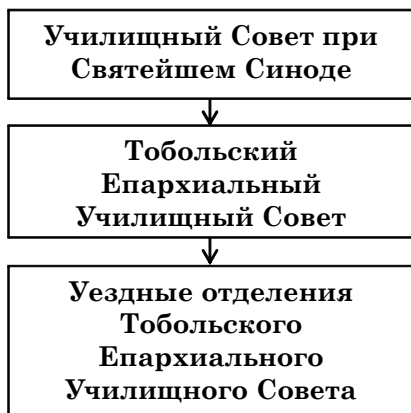 Училищный Совет при
Святейшем Синоде
Тобольский
Епархиальный
Училищный Совет
Уездные отделения
Тобольского
Епархиального
Училищного Совета